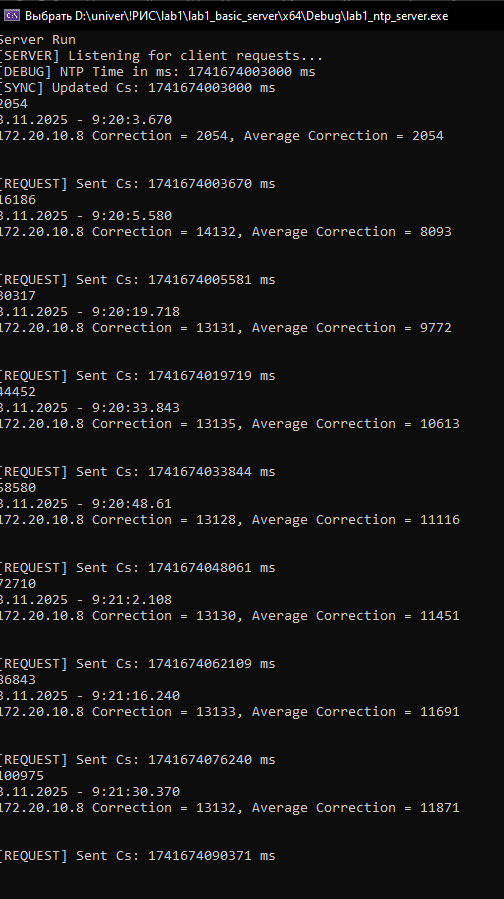 Выбрать D:\univer\!РИС\lab1\lab1_basic_server\x64\Debug\lab1_ntp_server.exe
Server Run
[SERVER] Listening for client requests...
[DEBUG] NTP Time in ms: 1741674003000 ms
[SYNC] Updated Cs: 1741674003000 ms
2054
3.11.2025 - 9:20:3.670
172.20.10.8 Correction = 2054, Average Correction = 2054
[REQUEST] Sent Cs: 1741674003670 ms
16186
3.11.2025 - 9:20:5.580
172.20.10.8 Correction = 14132, Average Correction = 8093
[REQUEST] Sent Cs: 1741674005581 ms
30317
3.11.2025 - 9:20:19.718
172.20.10.8 Correction = 13131, Average Correction = 9772
[REQUEST] Sent Cs: 1741674019719 ms
44452
3.11.2025 - 9:20:33.843
172.20.10.8 Correction = 13135, Average Correction = 10613
[REQUEST] Sent Cs: 1741674033844 ms
58580
3.11.2025 - 9:20:48.61
172.20.10.8 Correction = 13128, Average Correction = 11116
[REQUEST] Sent Cs: 1741674048061 ms
72710
3.11.2025 - 9:21:2.108
172.20.10.8 Correction = 13130, Average Correction = 11451
[REQUEST] Sent Cs: 1741674062109 ms
86843
3.11.2025 - 9:21:16.240
172.20.10.8 Correction = 13133, Average Correction = 11691
[REQUEST] Sent Cs: 1741674076240 ms
100975
3.11.2025 - 9:21:30.370
172.20.10.8 Correction = 13132, Average Correction = 11871
[REQUEST] Sent Cs: 1741674090371 ms